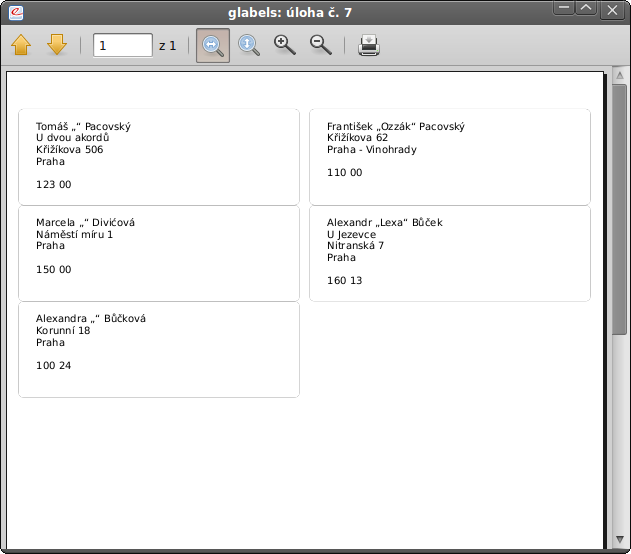 glabels: úloha č. 7
1 z 1
Tomáš „“ Pacovský
U dvou akordů
Křižíkova 506
Praha
123 00
František „Ozzák“ Pacovský
Křižíkova 62
Praha - Vinohrady
110 00
Marcela „“ Divićová
Náměstí míru 1
Praha
150 00
Alexandr „Lexa“ Bůček
U Jezevce
Nitranská 7
Praha
160 13
Alexandra „“ Bůčková
Korunní 18
Praha
100 24